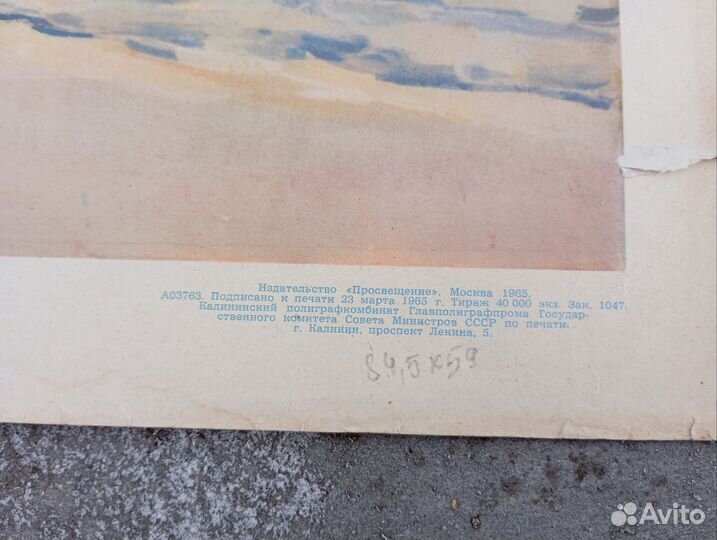 Издательство «Просвещение». Москва 1965.
А03763. Подписано к печати 23 марта 1965 г. Тираж 40 000 экз. Зак. 1047.
Калининский полиграфкомбинат Главполиграфпрома Государ-
ственного комитета Совета Министров СССР по печати.
г. Калинин, проспект Ленина, 5.
84,5х59
Avito